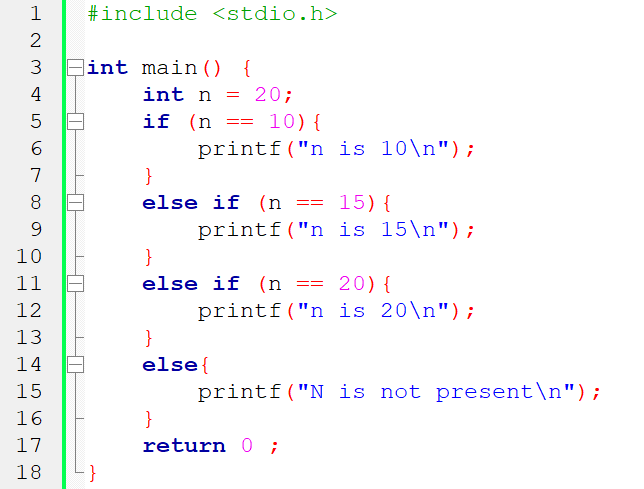 1 #include <stdio.h>
2
3 int main() {
4     int n = 20;
5     if (n == 10){
6         printf("n is 10\n");
7     }
8     else if (n == 15){
9         printf("n is 15\n");
10     }
11     else if (n == 20){
12         printf("n is 20\n");
13     }
14     else{
15         printf("N is not present\n");
16     }
17     return 0 ;
18 }